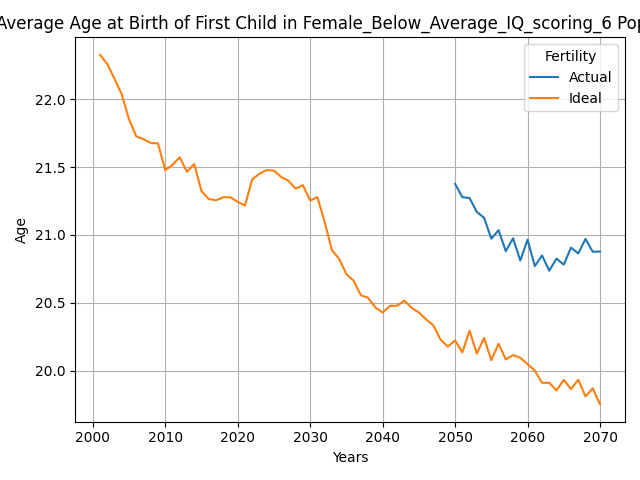 Average Age at Birth of First Child in Female_Below_Average_IQ_scoring_6
Fertility
Actual
Ideal
22.0
21.5
21.0
20.5
20.0
Age
2000 2010 2020 2030 2040 2050 2060 2070
Years